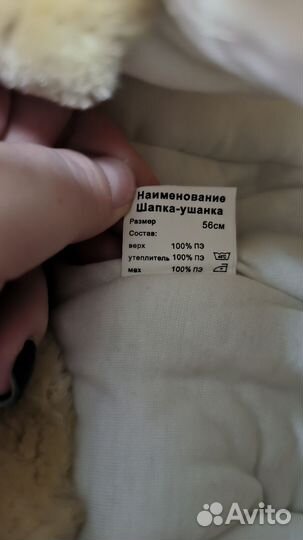 Наименование
Шапка-ушанка
Размер 56см
Состав:
верх 100% ПЭ
утеплитель 100% ПЭ
мех 100% ПЭ
Avito